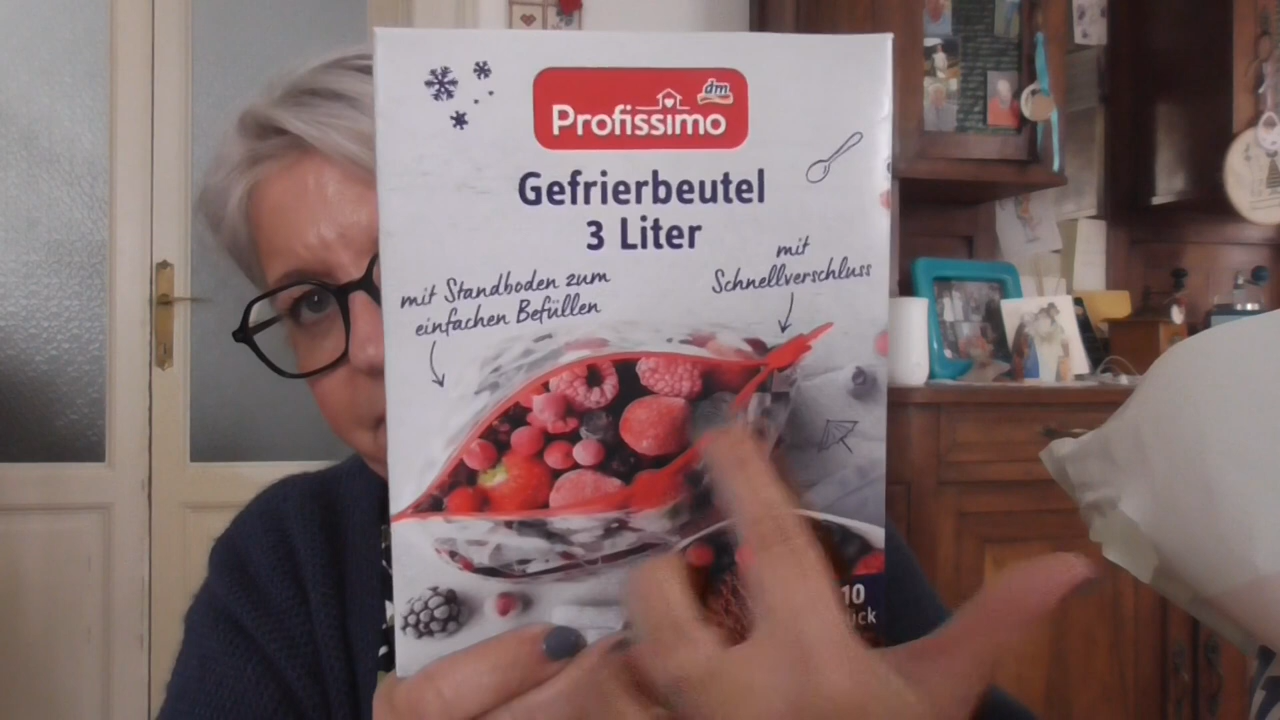 dm
Profissimo
Gefrierbeutel
3 Liter
mit Standboden zum
einfachen Befüllen
mit
Schnellverschluss
10